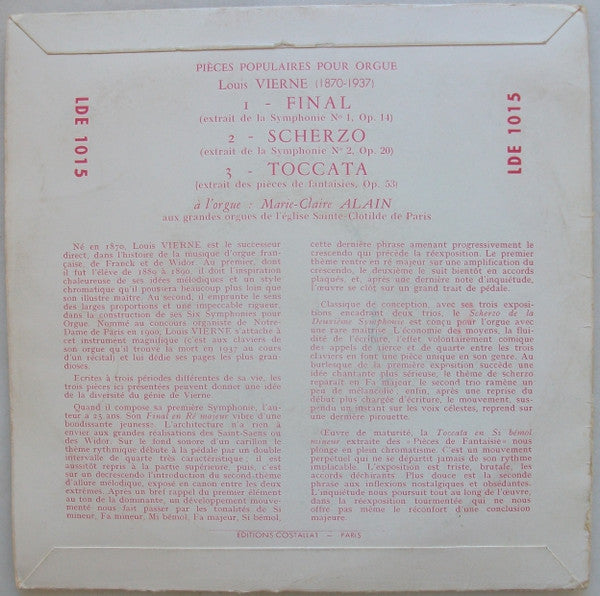 PIÈCES POPULAIRES POUR ORGUE
Louis VIERNE (1870-1937)
1 - FINAL
(extrait de la Symphonie No 1, Op. 14)
2 - SCHERZO
(extrait de la Symphonie No 2, Op. 20)
3 - TOCCATA
(extrait des pièces de fantaisies, Op. 53)
à l'orgue : Marie-Claire ALAIN
aux grandes orgues de l'église Sainte-Clotilde de Paris
LDE 1015
LDE 1015
Né en 1870, Louis VIERNE est le successeur
direct, dans l'histoire de la musique d'orgue fran-
çaise, de Franck et de Widor. Au premier, dont
il fut l'élève de 1889 à 1890, il doit l'inspiration
chaleureuse de ses idées mélodiques et un style
chromatique qu'il poussera beaucoup plus loin que
son illustre maître. Au second, il emprunte le sens
des larges proportions et une impeccable rigueur,
dans la construction de ses Six Symphonies pour
Orgue. Nommé au concours organiste de Notre-
Dame de Paris en 1900, Louis VIERNE s'attache à
cet instrument magnifique (c'est aux claviers de
son orgue qu'il trouva la mort en 1937 au cours
d'un récital) et lui dédie ses pages les plus gran-
dioses.
Ecrites à trois périodes différentes de sa vie, les
trois pièces ici présentées peuvent donner une idée
de la diversité du génie de Vierne
Quand il compose sa première Symphonie, l'au-
teur a 25 ans. Son Final en Ré majeur vibre d'une
bondissante jeunesse. L'architecture n'a rien à
envier aux grandes réalisations des Saint-Saëns ou
des Widor. Sur le fond sonore d'un carillon le
thème rythmique débute à la pédale par un double
intervalle de quarte très caractéristique ; il est
aussitôt repris à la partie supérieure, puis, c'est
sur un decrescendo l'introduction du second thème
d'allure mélodique, exposé en canon entre les deux
extrêmes. Après un bref rappel du premier élément
au ton de la dominante, un développement mouve-
menté nous fait passer par les tonalités de Si
mineur, Fa mineur, Mi bémol, Fa majeur, Si bémol,
cette dernière phrase amenant progressivement le
crescendo qui précède la réexposition. Le premier
thème rentre en ré majeur sur une amplification du
crescendo, le deuxième le suit bientôt en accords
plaqués, et, après une dernière note d'inquiétude,
l'œuvre se clôt sur un grand trait de pédale.
Classique de conception, avec ses trois exposi-
tions encadrant deux trios, le Scherzo de la
Deuxième Symphonie est conçu pour l'orgue avec
une rare maîtrise. L'économie des moyens, la flui-
dité de l'écriture, l'effet volontairement comique
des appels de tierce et de quarte entre les trois
claviers en font une pièce unique en son genre. Au
burlesque de la première exposition succède une
idée chantante plus sérieuse; le thème de scherzo
reparaît en Fa majeur, le second trio ramène un
peu de mélancolie; enfin, après une reprise du
début plus chargée d'écriture, le mouvement, sus-
pendu un instant sur les voix célestes, reprend sur
une dernière pirouette.
Œuvre de maturité, la Toccata en Si bémol
mineur extraite des « Pièces de Fantaisie » nous
plonge en plein chromatisme. C'est un mouvement
perpétuel qui ne se départit jamais de son rythme
implacable. L'exposition est triste, brutale, les
accords déchirants. Plus douce est la seconde
phrase aux inflexions nostalgiques et obsédantes.
L'inquiétude nous poursuit tout au long de l'œuvre,
dans la réexposition tourmentée qui ne nous
offre pas même le réconfort d'une conclusion
majeure.
EDITIONS COSTALLAT - PARIS